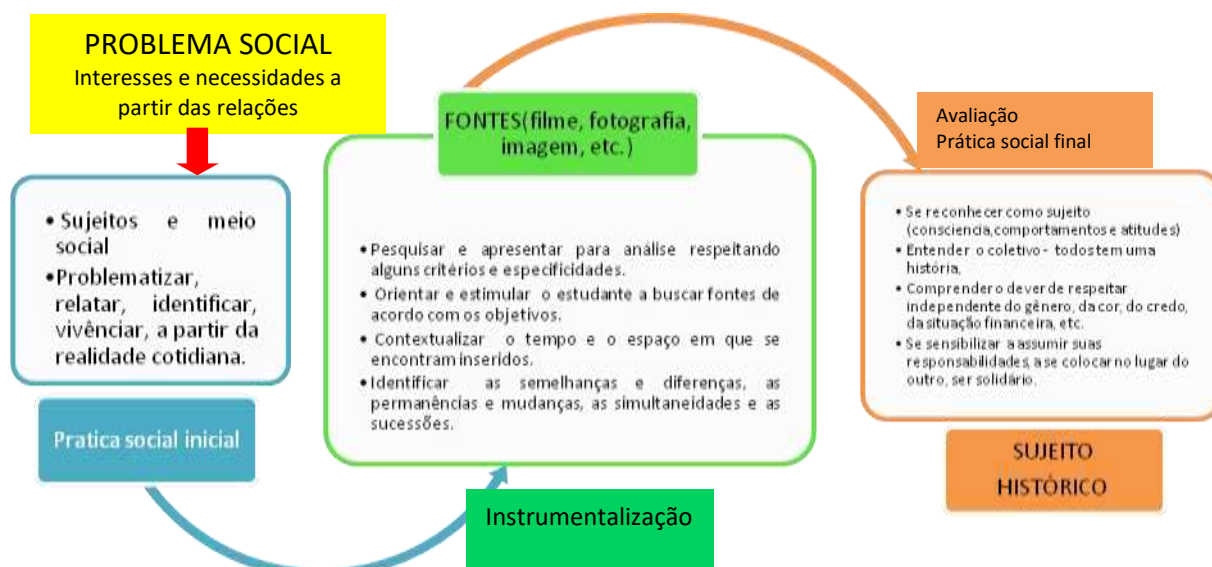 PROBLEMA SOCIAL
Interesses e necessidades a
partir das relações
• Sujeitos e meio
social
•Problematizar,
relatar, identificar,
vivênciar, a partir da
realidade cotidiana.
Pratica social inicial
FONTES(filme, fotografia,
imagem, etc.)
•Pesquisar e apresentar para análise respeitando
alguns critérios e especificidades.
• Orientar e estimular o estudante a buscar fontes de
acordo com os objetivos.
•Contextualizar o tempo e o espaço em que se
encontram inseridos.
•Identificar as semelhanças e diferenças, as
permanências e mudanças, as simultaneidades e as
sucessões.
Instrumentalização
Avaliação
Prática social final
• Se reconhecer como sujeito
(consciencia,comportamentos e atitudes)
• Entender o coletivo - todos tem uma
história,
• Comprender o dever de respeitar
independente do gênero, da cor, do credo,
da situação financeira, etc.
• Se sensibilizar a assumir suas
responsabilidades, a se colocar no lugar do
outro, ser solidário.
SUJEITO
HISTÓRICO